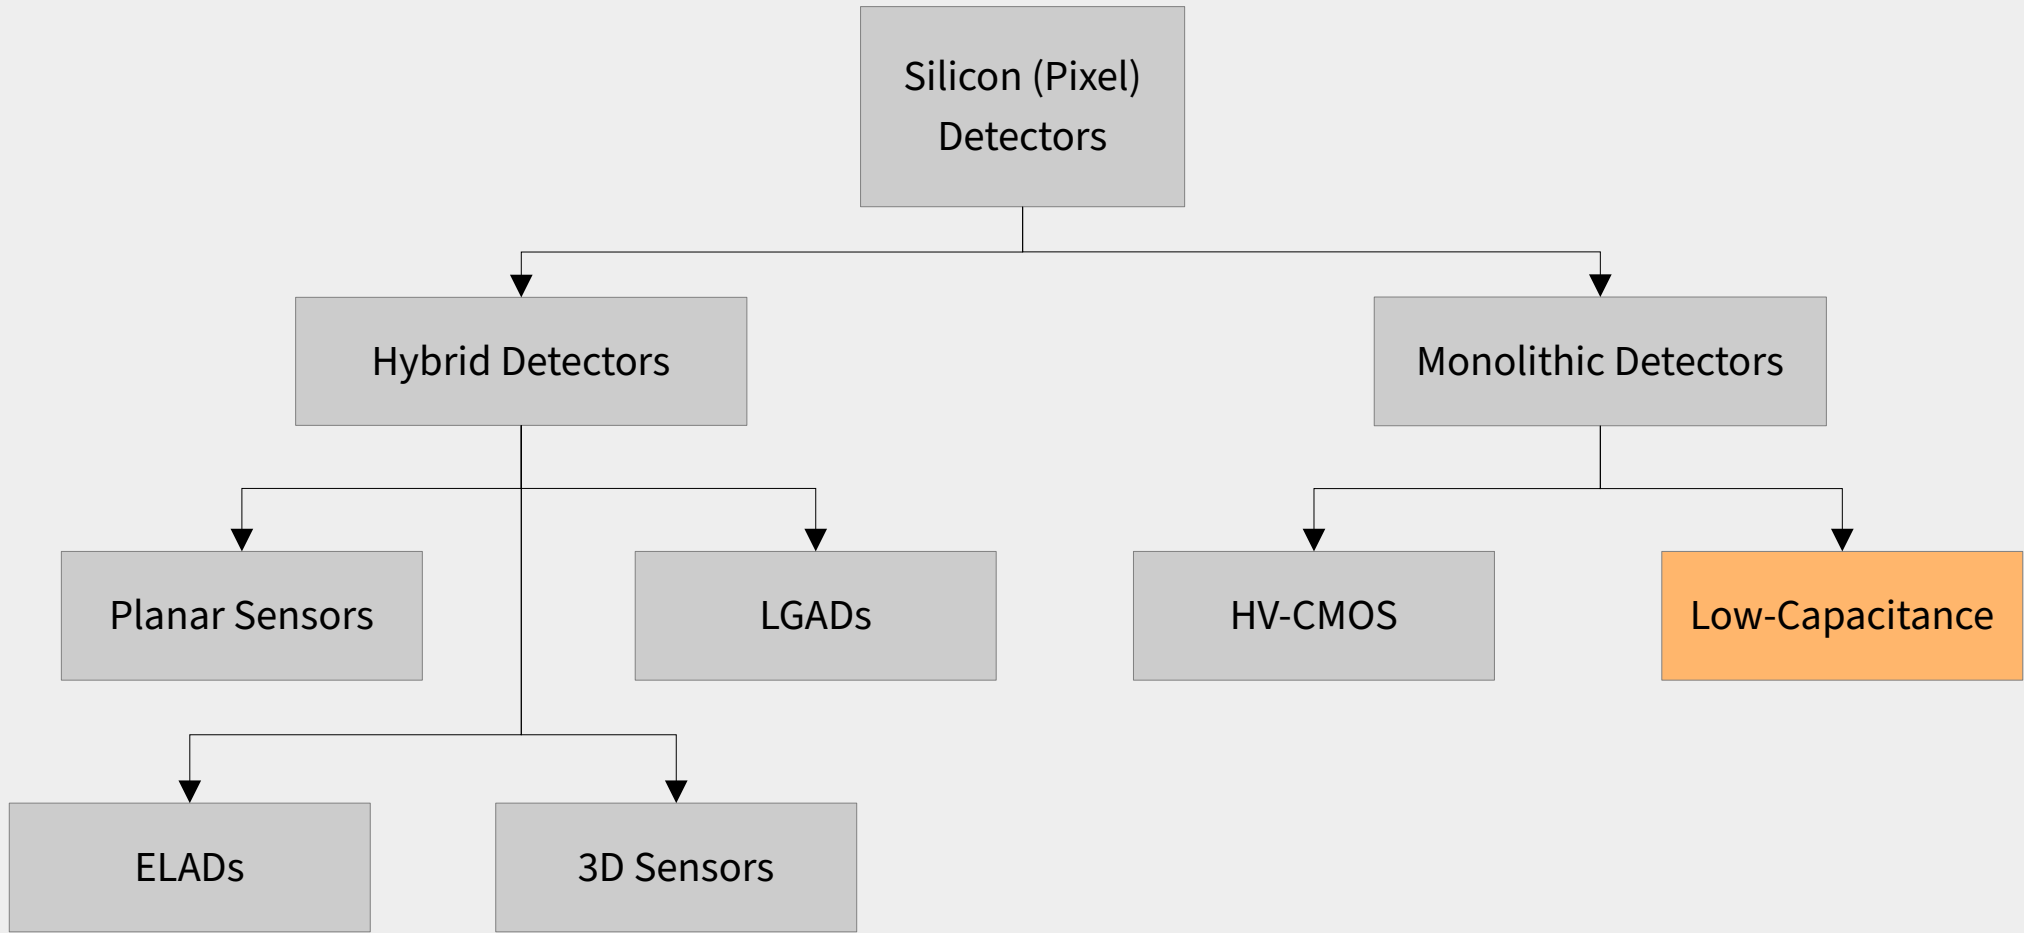 Silicon (Pixel)
Detectors
Hybrid Detectors
Monolithic Detectors
Planar Sensors
LGADs
HV-CMOS
Low-Capacitance
ELADs
3D Sensors